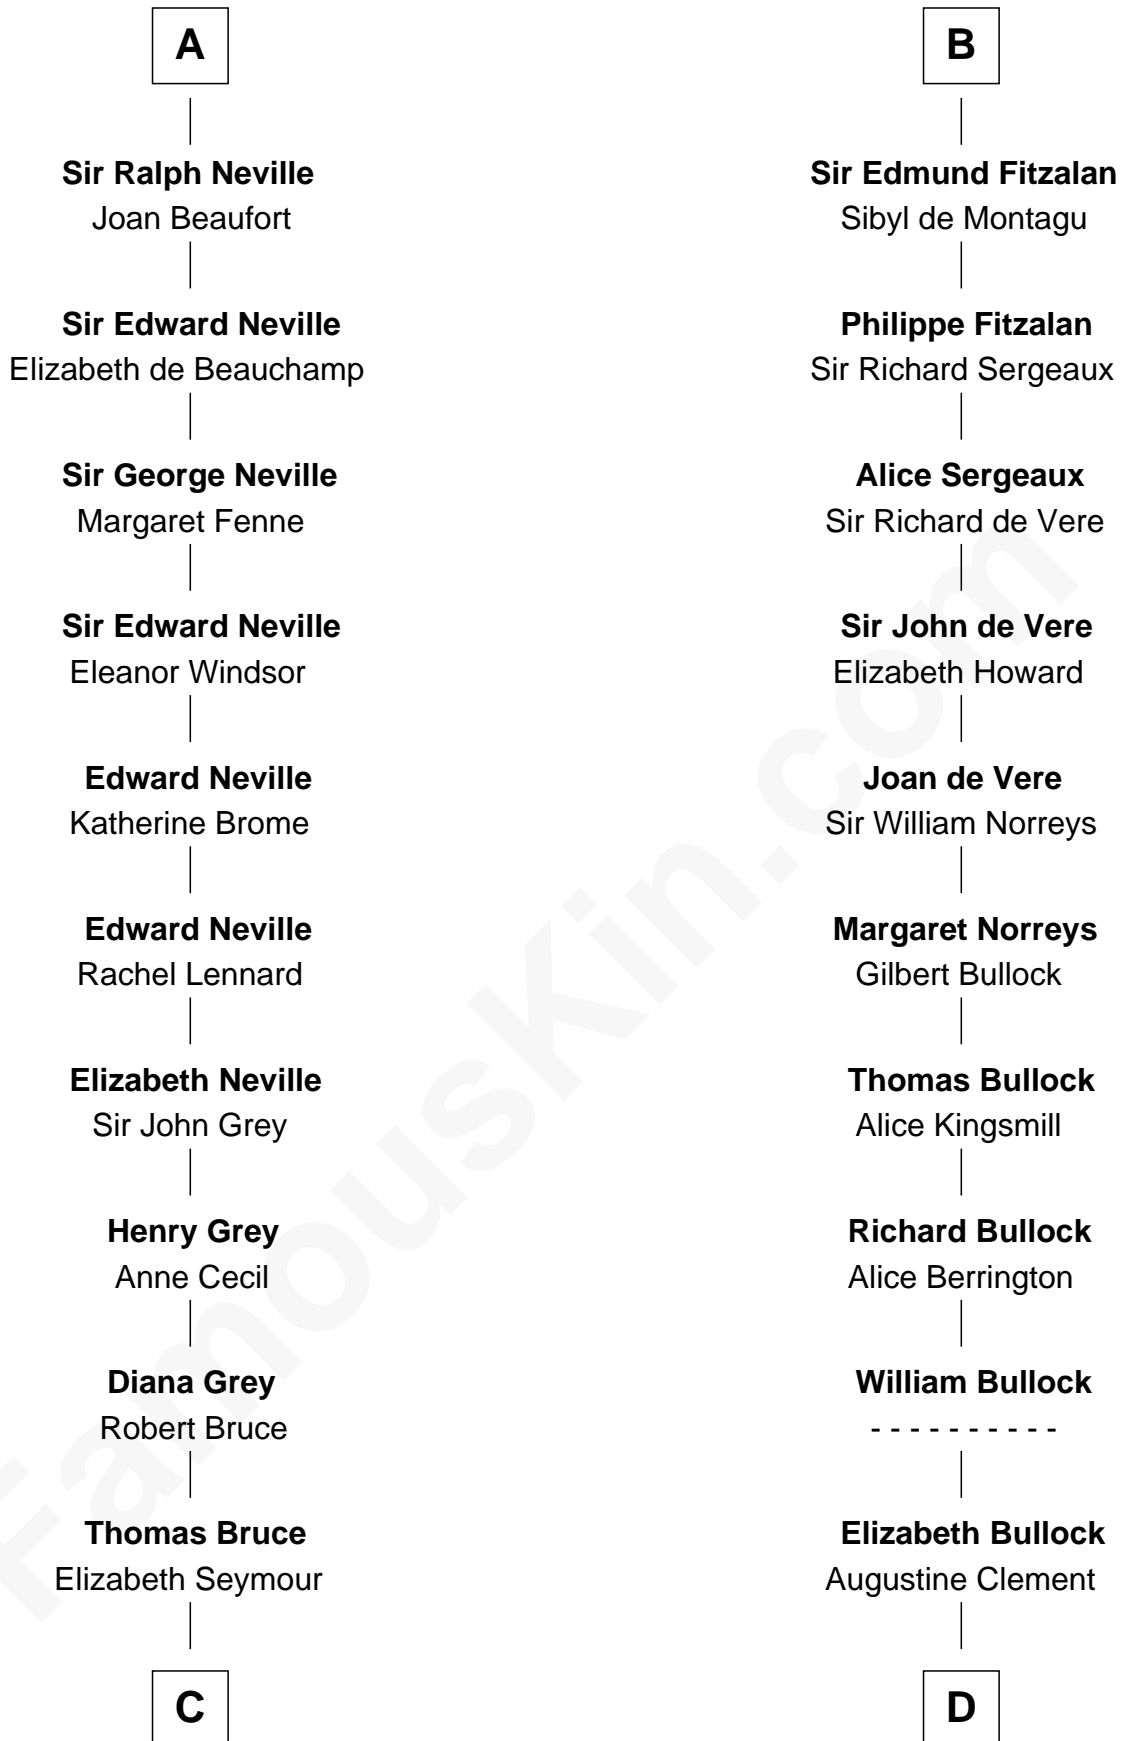 A
Sir Ralph Neville
Joan Beaufort
Sir Edward Neville
Elizabeth de Beauchamp
Sir George Neville
Margaret Fenne
Sir Edward Neville
Eleanor Windsor
Edward Neville
Katherine Brome
Edward Neville
Rachel Lennard
Elizabeth Neville
Sir John Grey
Henry Grey
Anne Cecil
Diana Grey
Robert Bruce
Thomas Bruce
Elizabeth Seymour
C
B
Sir Edmund Fitzalan
Sibyl de Montagu
Philippe Fitzalan
Sir Richard Sergeaux
Alice Sergeaux
Sir Richard de Vere
Sir John de Vere
Elizabeth Howard
Joan de Vere
Sir William Norreys
Margaret Norreys
Gilbert Bullock
Thomas Bullock
Alice Kingsmill
Richard Bullock
Alice Berrington
William Bullock
- - - - - - - - - -
Elizabeth Bullock
Augustine Clement
D
FamousKin.com